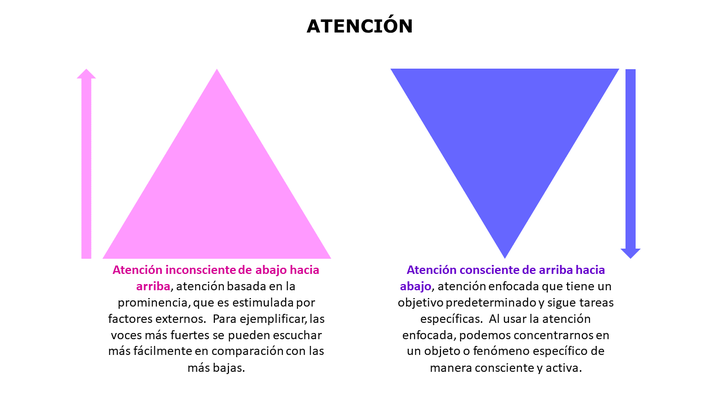 ATENCIÓN
Atención inconsciente de abajo hacia
arriba, atención basada en la
prominencia, que es estimulada por
factores externos. Para ejemplificar, las
voces más fuertes se pueden escuchar
más fácilmente en comparación con las
más bajas.
Atención consciente de arriba hacia
abajo, atención enfocada que tiene un
objetivo predeterminado y sigue tareas
específicas. Al usar la atención
enfocada, podemos concentrarnos en
un objeto o fenómeno específico de
manera consciente y activa.